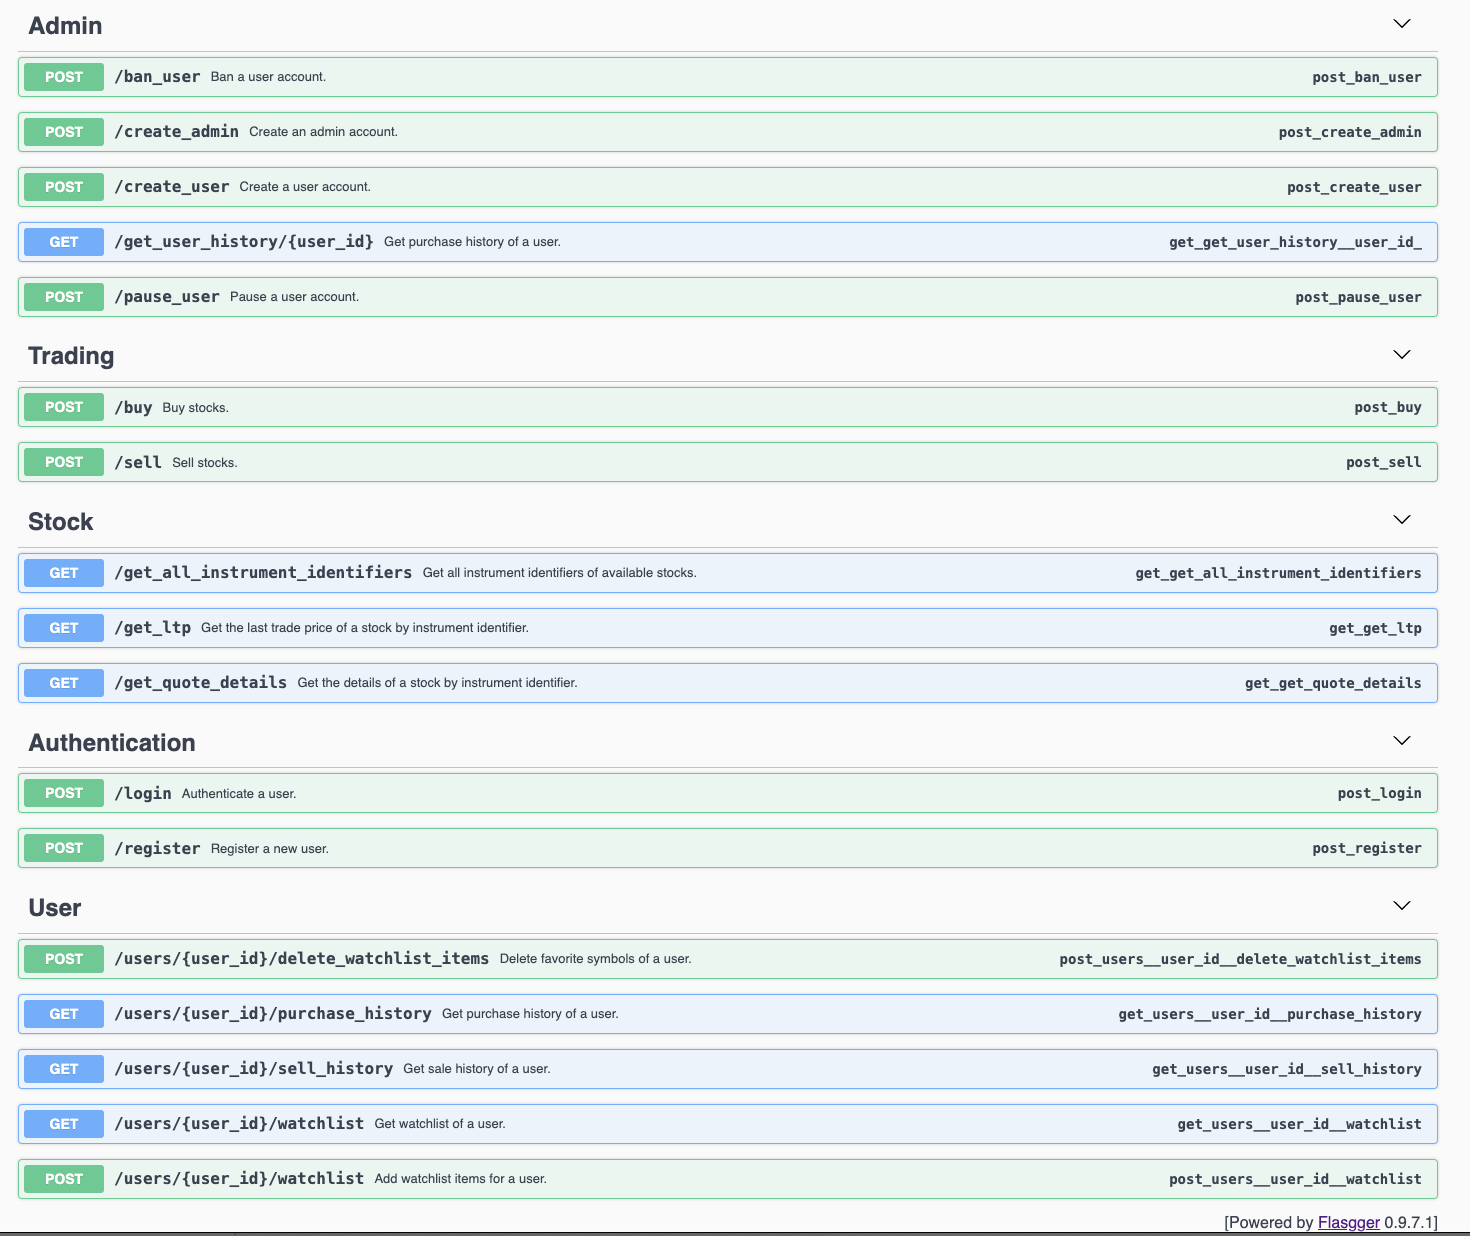 Admin
POST /ban_user Ban a user account. post_ban_user
POST /create_admin Create an admin account. post_create_admin
POST /create_user Create a user account. post_create_user
GET /get_user_history/{user_id} Get purchase history of a user. get_get_user_history__user_id_
POST /pause_user Pause a user account. post_pause_user
Trading
POST /buy Buy stocks. post_buy
POST /sell Sell stocks. post_sell
Stock
GET /get_all_instrument_identifiers Get all instrument identifiers of available stocks. get_get_all_instrument_identifiers
GET /get_ltp Get the last trade price of a stock by instrument identifier. get_get_ltp
GET /get_quote_details Get the details of a stock by instrument identifier. get_get_quote_details
Authentication
POST /login Authenticate a user. post_login
POST /register Register a new user. post_register
User
POST /users/{user_id}/delete_watchlist_items Delete favorite symbols of a user. post_users__user_id__delete_watchlist_items
GET /users/{user_id}/purchase_history Get purchase history of a user. get_users__user_id__purchase_history
GET /users/{user_id}/sell_history Get sale history of a user. get_users__user_id__sell_history
GET /users/{user_id}/watchlist Get watchlist of a user. get_users__user_id__watchlist
POST /users/{user_id}/watchlist Add watchlist items for a user. post_users__user_id__watchlist
[Powered by Flasgger 0.9.7.1]